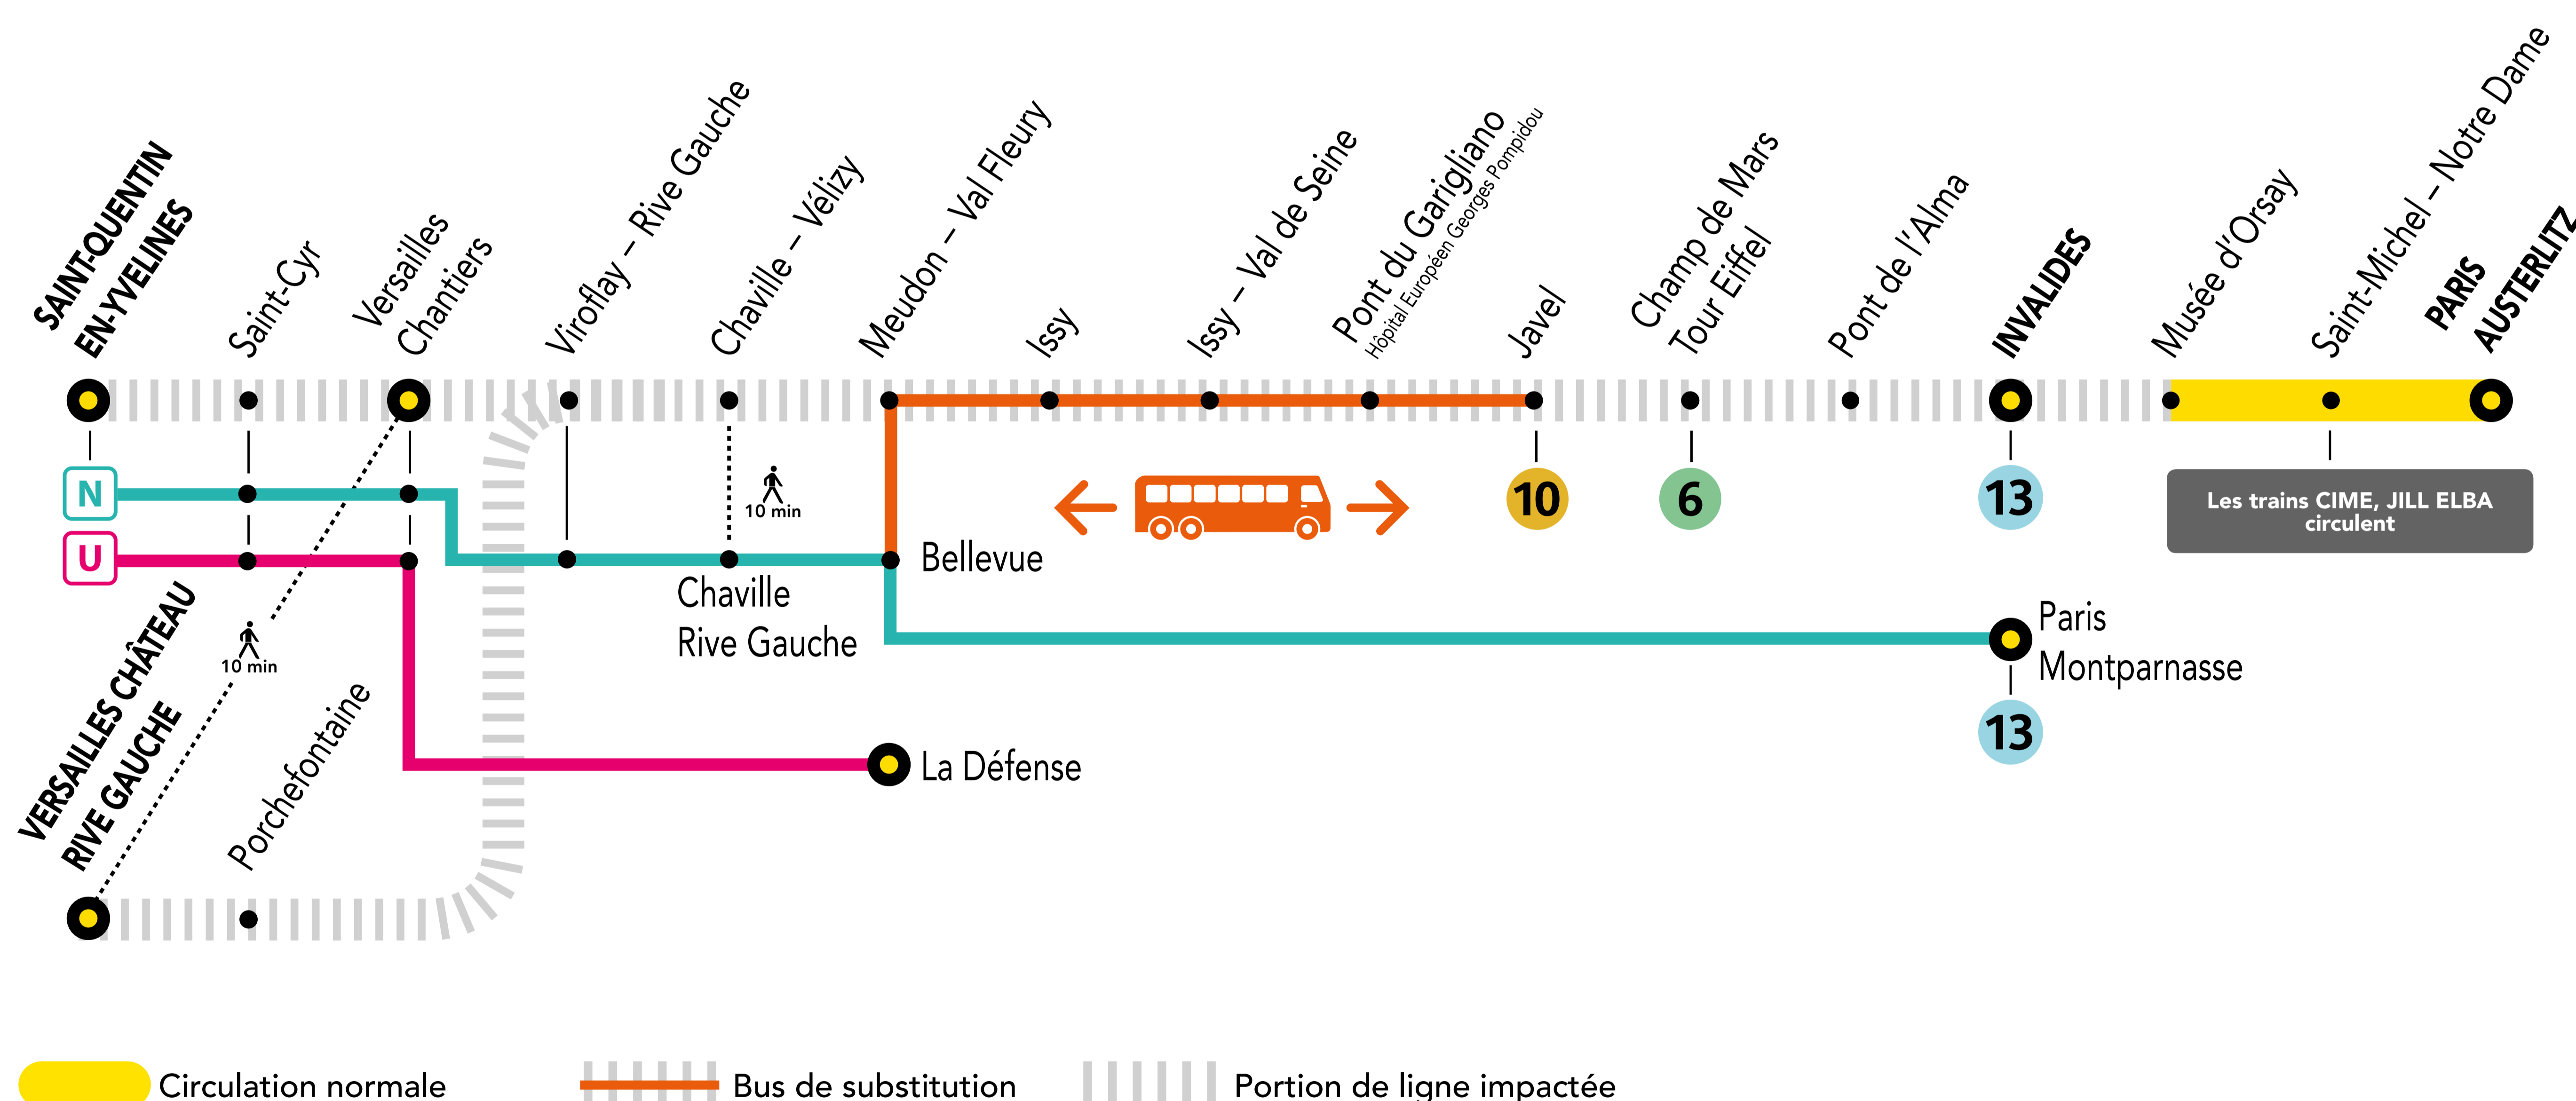 SAINT-QUENTIN
EN-YVELINES
Saint-Cyr
Versailles
Chantiers
Viroflay – Rive Gauche
Chaville – Vélizy
Meudon – Val Fleury
Issy
Issy – Val de Seine
Pont du Garigliano
Hôpital Européen Georges Pompidou
Javel
Champ de Mars
Tour Eiffel
Pont de l'Alma
INVALIDES
Musée d'Orsay
Saint-Michel – Notre Dame
PARIS
AUSTERLITZ
N
U
10 min
10
6
13
Les trains CIME, JILL ELBA
circulent
Bellevue
Chaville
Rive Gauche
Paris
Montparnasse
13
10 min
La Défense
VERSAILLES CHÂTEAU
RIVE GAUCHE
Porchefontaine
Circulation normale
Bus de substitution
Portion de ligne impactée